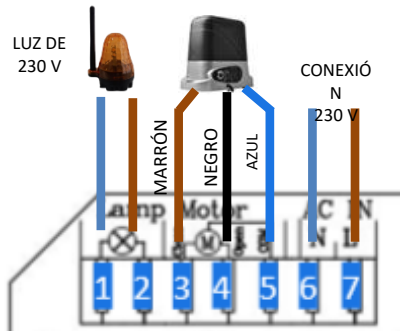 LUZ DE
230 V
CONEXIÓ
N
230 V
MARRÓN
NEGRO
AZUL
Lamp Motor AC IN
M N L
1 2 3 4 5 6 7